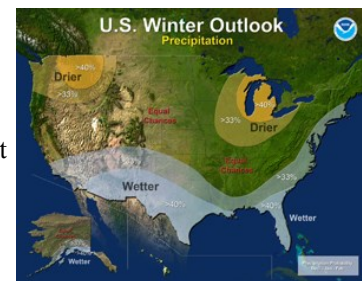 U.S. Winter Outlook
Precipitation
>40%
Drier
>33%
Equal
Chances
>40%
>33%
Drier
Equal
Chances
>33%
Wetter
>40%
>40%
Wetter
Wetter
t